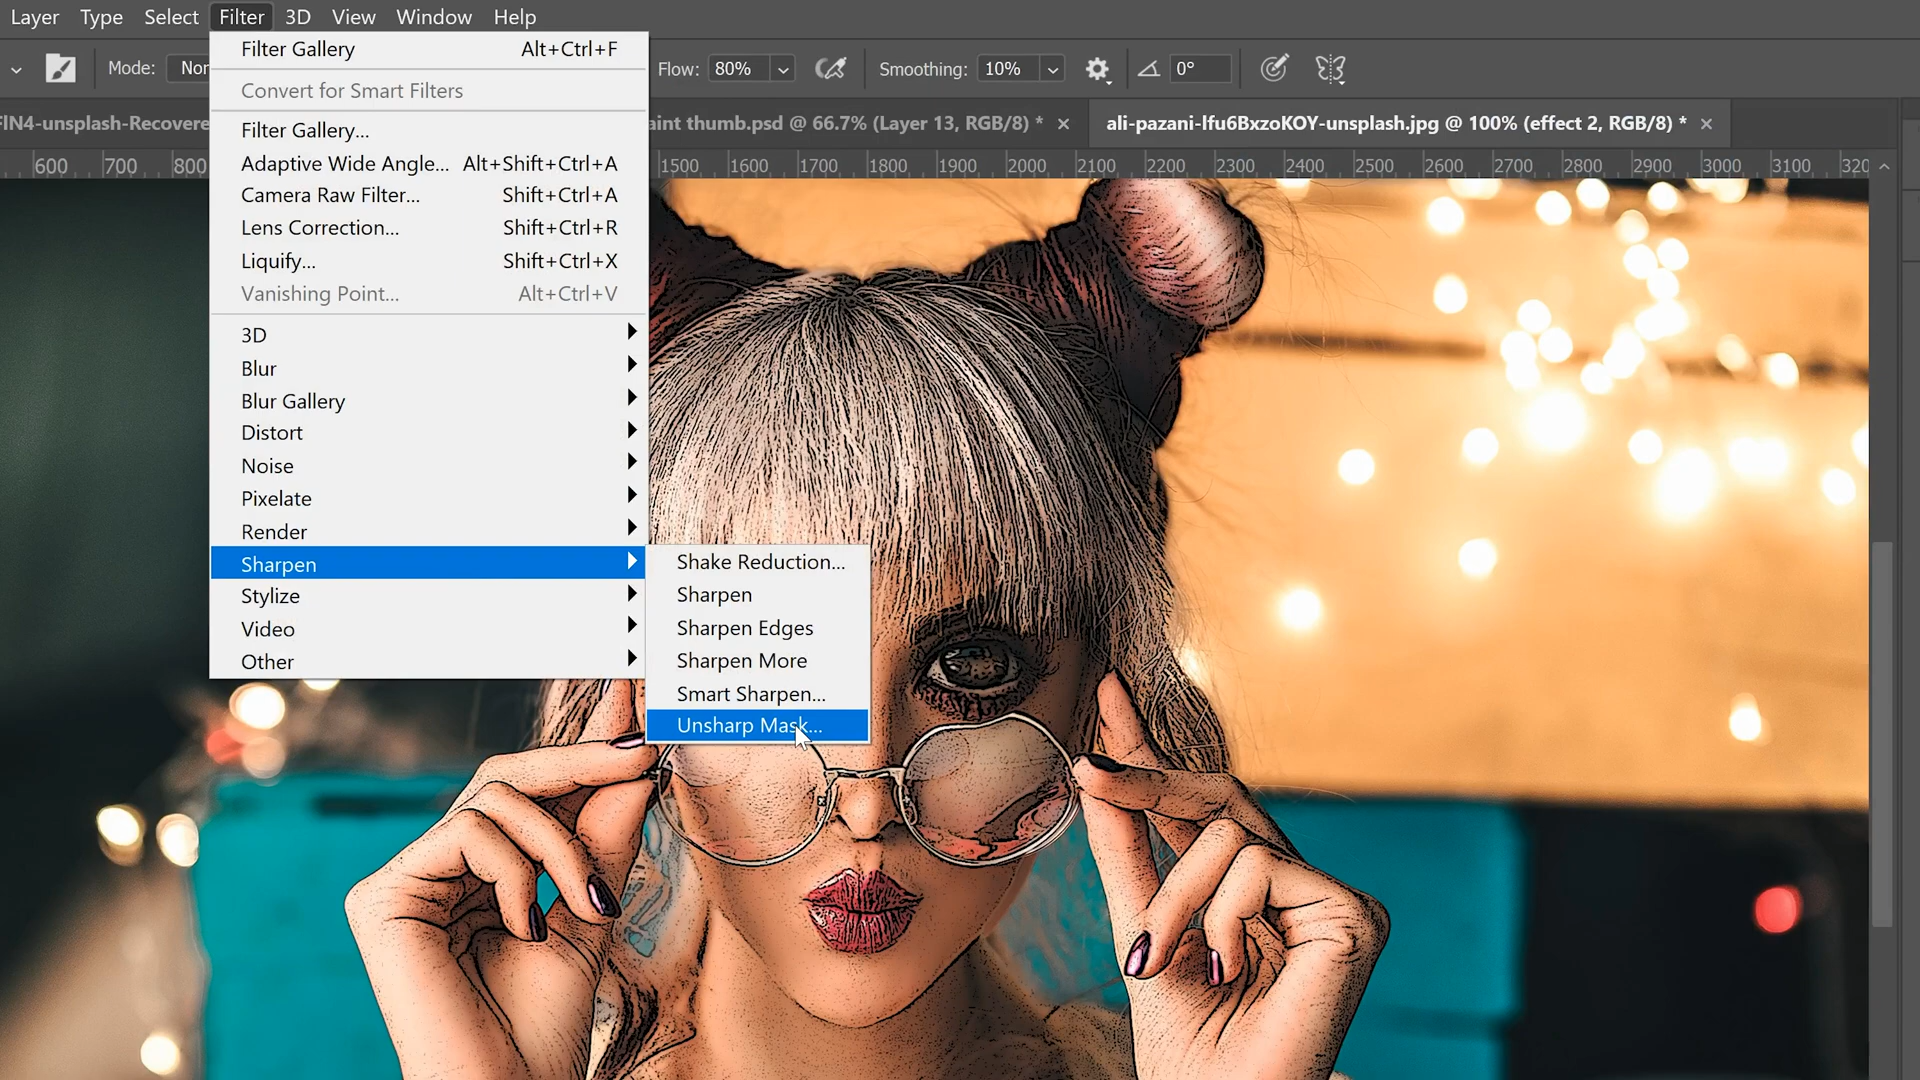 Layer Type Select Filter 3D View Window Help
Mode: Nor Flow: 80% Smoothing: 10% 0°
FlN4-unsplash-Recovere aint thumb.psd @ 66.7% (Layer 13, RGB/8) * × ali-pazani-lfu6BxzoKOY-unsplash.jpg @ 100% (effect 2, RGB/8) * ×
600 700 800 1500 1600 1700 1800 1900 2000 2100 2200 2300 2400 2500 2600 2700 2800 2900 3000 3100 320
Filter Gallery Alt+Ctrl+F
Convert for Smart Filters
Filter Gallery...
Adaptive Wide Angle... Alt+Shift+Ctrl+A
Camera Raw Filter... Shift+Ctrl+A
Lens Correction... Shift+Ctrl+R
Liquify... Shift+Ctrl+X
Vanishing Point... Alt+Ctrl+V
3D
Blur
Blur Gallery
Distort
Noise
Pixelate
Render
Sharpen
Stylize
Video
Other
Shake Reduction...
Sharpen
Sharpen Edges
Sharpen More
Smart Sharpen...
Unsharp Mask...